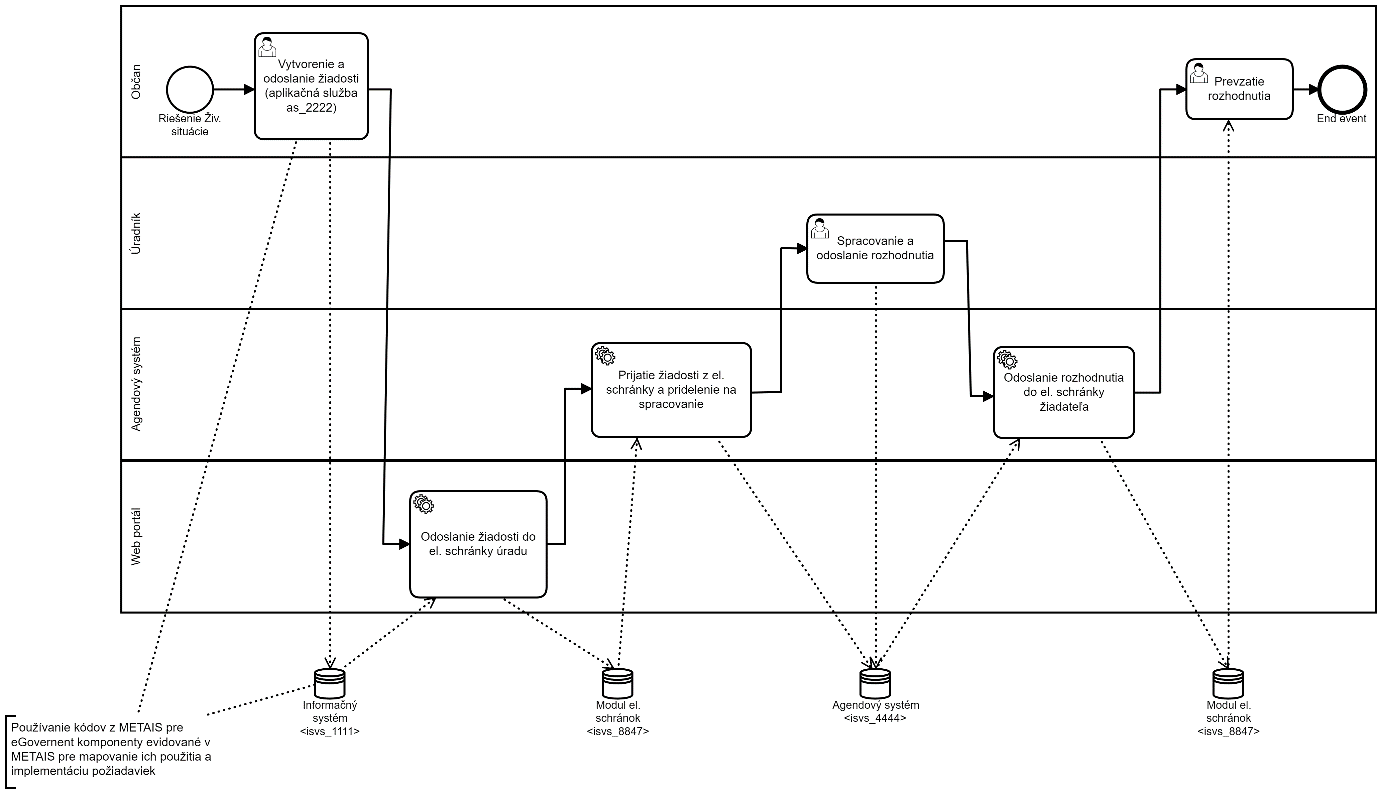 Občan
Riešenie Živ.
situácie
Vytvorenie a
odoslanie žiadosti
(aplikačná služba
as_2222)
Prevzatie
rozhodnutia
End event
Úradník
Spracovanie a
odoslanie rozhodnutia
Agendový systém
Prijatie žiadosti z el.
schránky a pridelenie na
spracovanie
Odoslanie rozhodnutia
do el. schránky
žiadateľa
Web portál
Odoslanie žiadosti do
el. schránky úradu
Informačný
systém
<isvs_1111>
Modul el.
schránok
<isvs_8847>
Agendový systém
<isvs_4444>
Modul el.
schránok
<isvs_8847>
Používanie kódov z METAIS pre
eGovernent komponenty evidované v
METAIS pre mapovanie ich použitia a
implementáciu požiadaviek